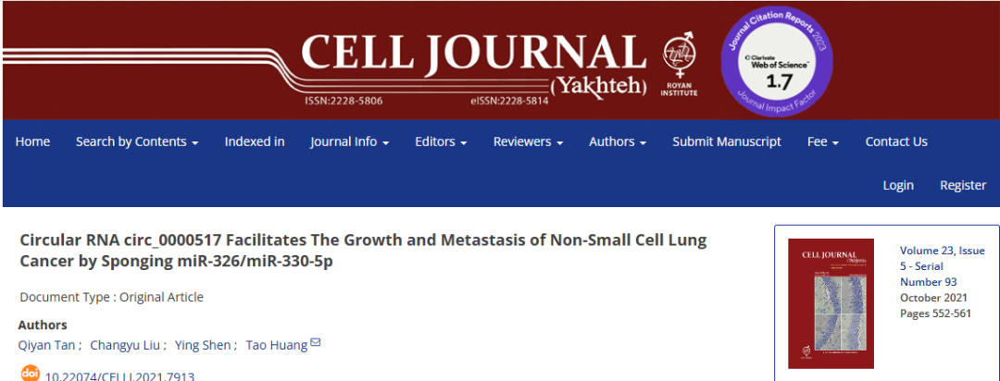 CELL JOURNAL
(Yakhteh)
ISSN:2228-5806 eISSN:2228-5814
ROYAN
INSTITUTE
Journal Citation Reports 2023
Clarivate
Web of Science™
1.7
Journal Impact Factor
Home Search by Contents Indexed in Journal Info Editors Reviewers Authors Submit Manuscript Fee Contact Us
Login Register
Circular RNA circ_0000517 Facilitates The Growth and Metastasis of Non-Small Cell Lung
Cancer by Sponging miR-326/miR-330-5p
Document Type : Original Article
Authors
Qiyan Tan ; Changyu Liu ; Ying Shen ; Tao Huang
doi 10.22074/CELLJ.2021.7913
CELL JOURNAL
Volume 23, Issue
5 - Serial
Number 93
October 2021
Pages 552-561